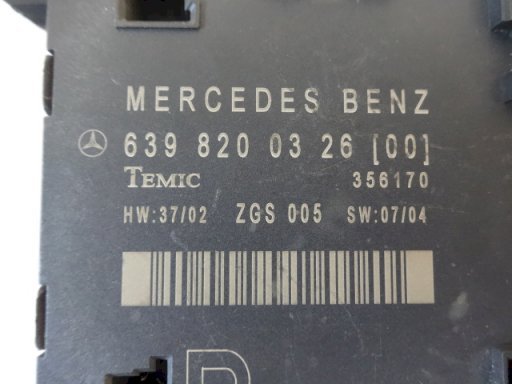 MERCEDES BENZ
639 820 03 26 [00]
TEMIC 356170
HW:37/02 ZGS 005 SW:07/04